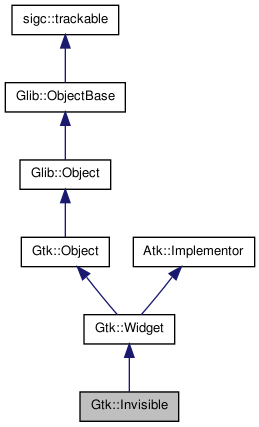 sigc::trackable
Glib::ObjectBase
Glib::Object
Gtk::Object
Atk::Implementor
Gtk::Widget
Gtk::Invisible